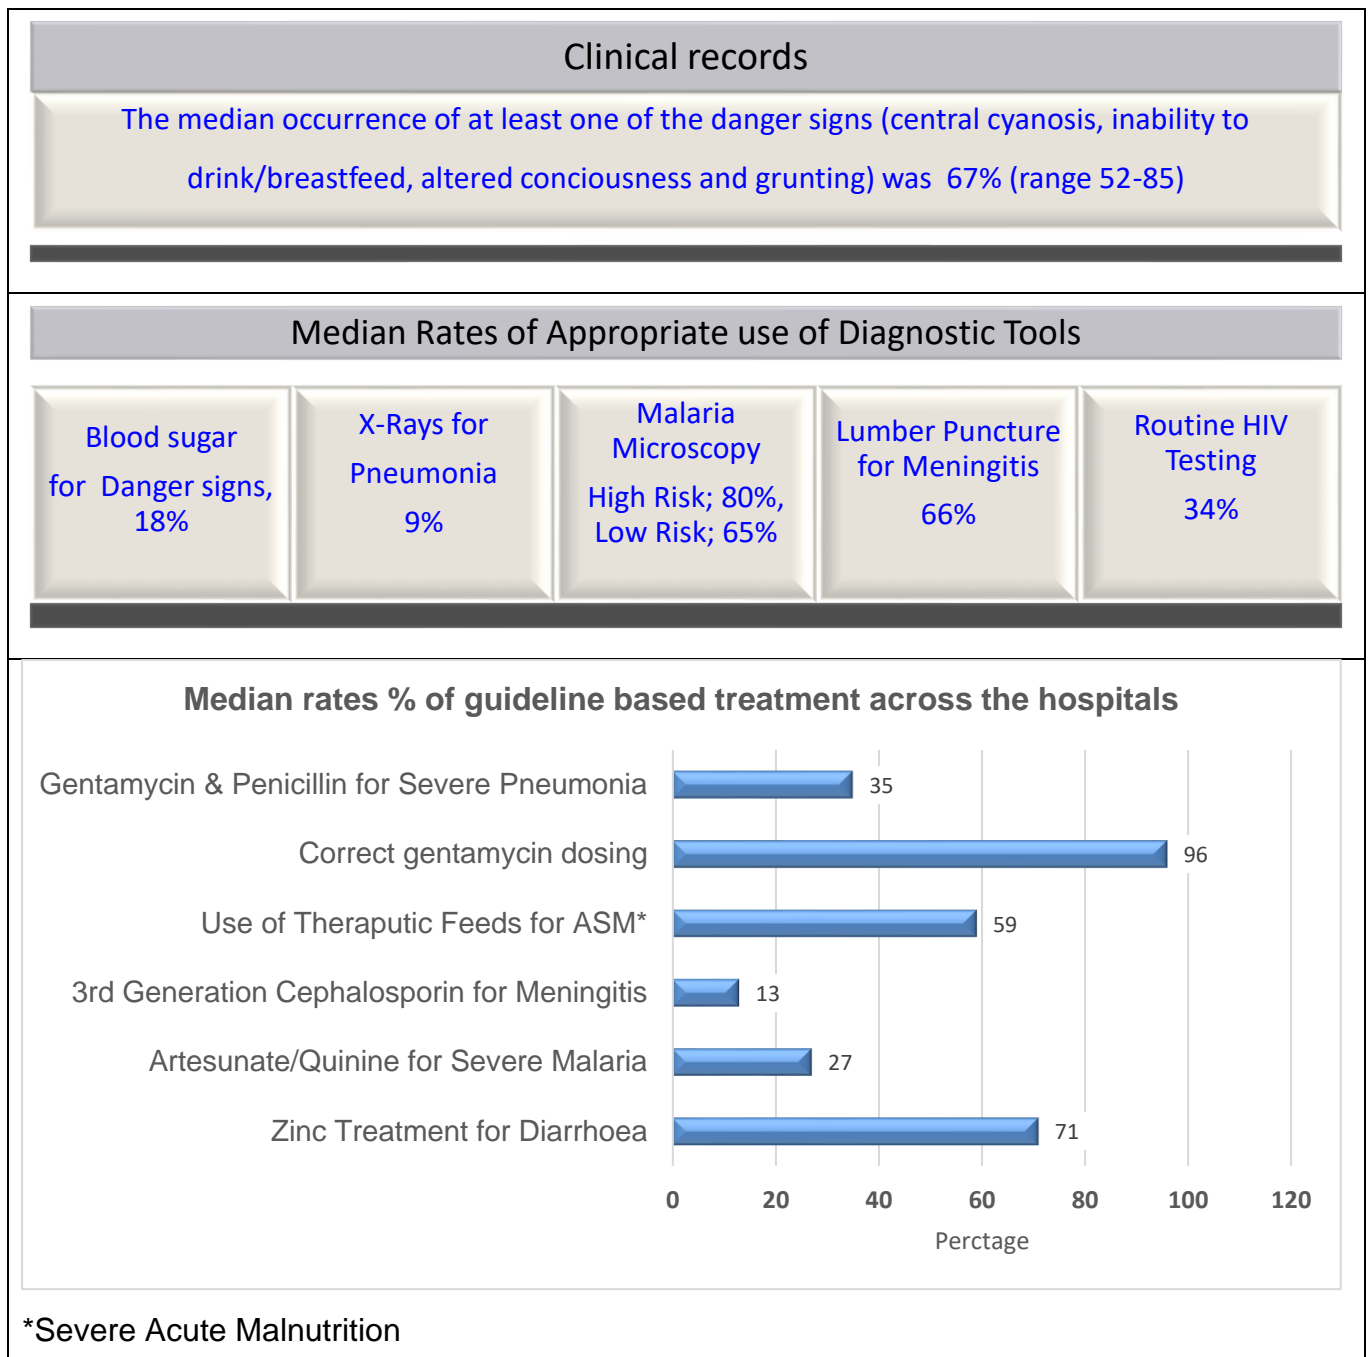 Clinical records
The median occurrence of at least one of the danger signs (central cyanosis, inability to
drink/breastfeed, altered conciousness and grunting) was 67% (range 52-85)
Median Rates of Appropriate use of Diagnostic Tools
Blood sugar
for Danger signs,
18%
X-Rays for
Pneumonia
9%
Malaria
Microscopy
High Risk; 80%,
Low Risk; 65%
Lumber Puncture
for Meningitis
66%
Routine HIV
Testing
34%
Median rates % of guideline based treatment across the hospitals
Gentamycin & Penicillin for Severe Pneumonia 35
Correct gentamycin dosing 96
Use of Theraputic Feeds for ASM* 59
3rd Generation Cephalosporin for Meningitis 13
Artesunate/Quinine for Severe Malaria 27
Zinc Treatment for Diarrhoea 71
0 20 40 60 80 100 120
Perctage
*Severe Acute Malnutrition